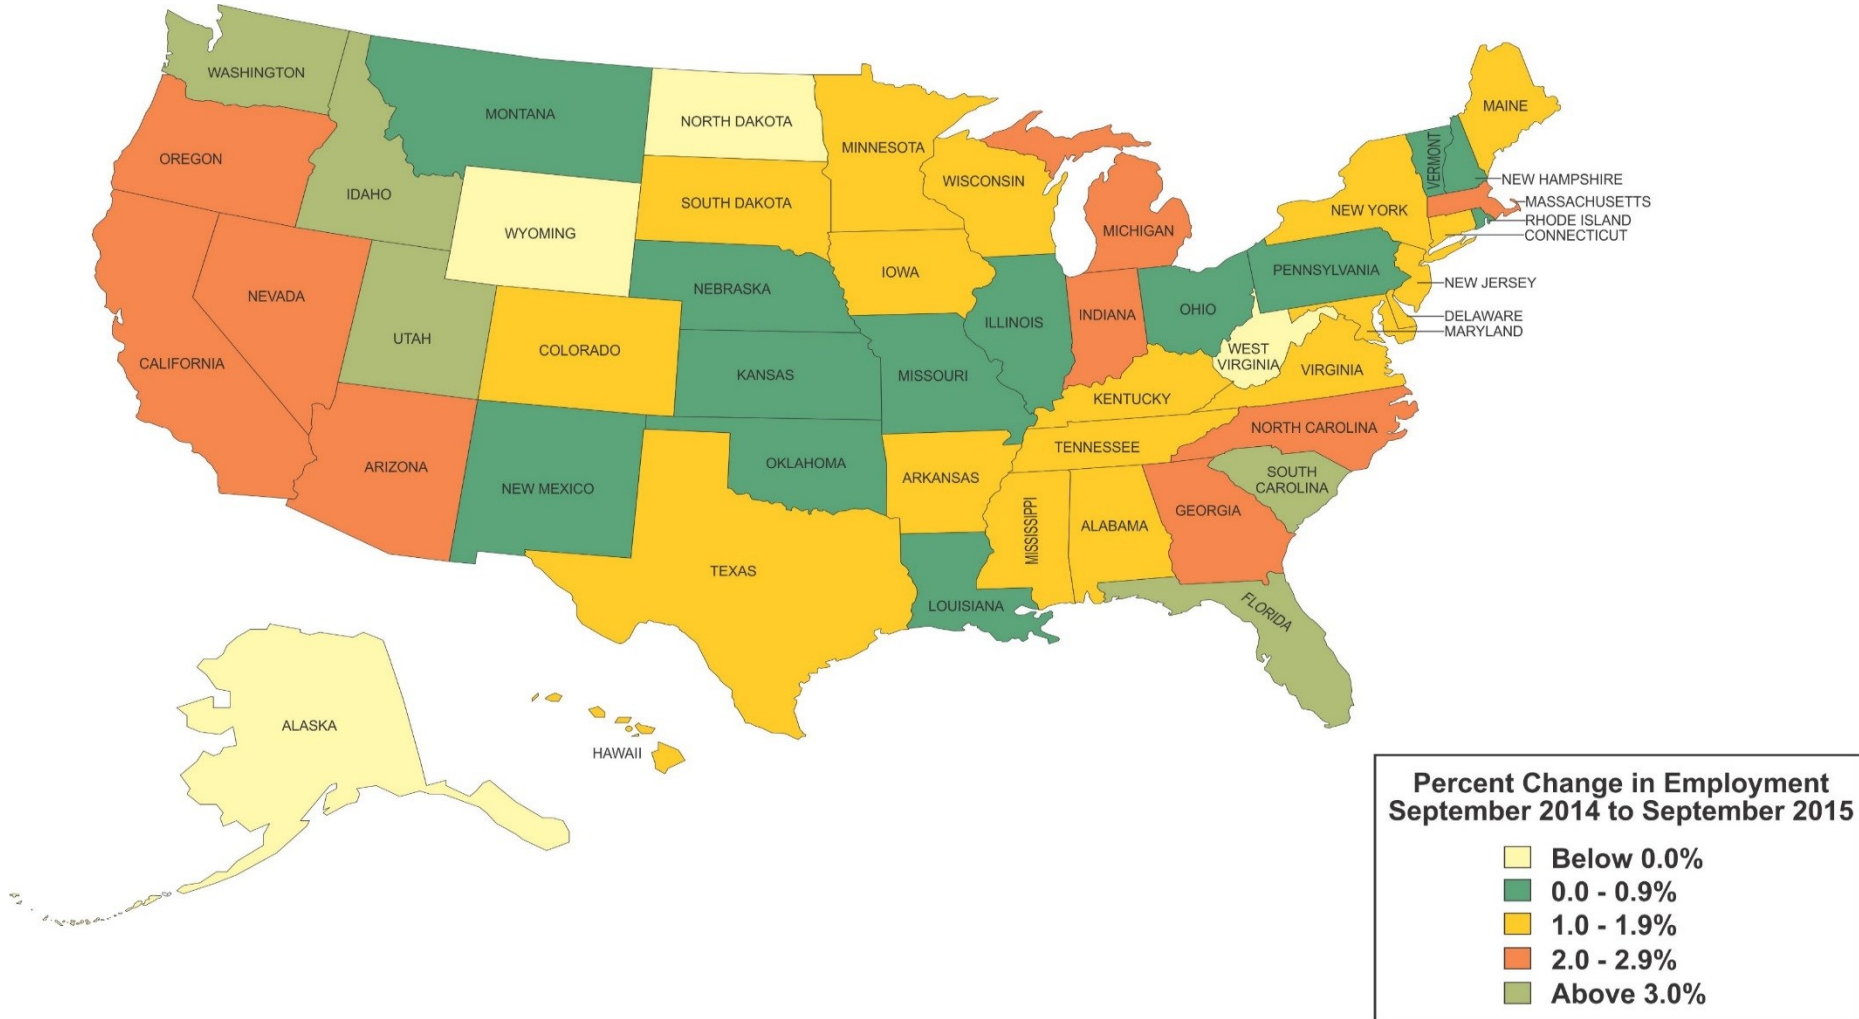 WASHINGTON
MONTANA
NORTH DAKOTA
MINNESOTA
MAINE
OREGON
IDAHO
WYOMING
SOUTH DAKOTA
WISCONSIN
MICHIGAN
NEW YORK
VERMONT
NEW HAMPSHIRE
MASSACHUSETTS
RHODE ISLAND
CONNECTICUT
NEVADA
UTAH
NEBRASKA
IOWA
ILLINOIS
INDIANA
OHIO
PENNSYLVANIA
NEW JERSEY
DELAWARE
MARYLAND
CALIFORNIA
COLORADO
KANSAS
MISSOURI
KENTUCKY
WEST
VIRGINIA
VIRGINIA
ARIZONA
NEW MEXICO
OKLAHOMA
ARKANSAS
TENNESSEE
NORTH CAROLINA
SOUTH
CAROLINA
TEXAS
LOUISIANA
MISSISSIPPI
ALABAMA
GEORGIA
FLORIDA
ALASKA
HAWAII
Percent Change in Employment
September 2014 to September 2015
Below 0.0%
0.0 - 0.9%
1.0 - 1.9%
2.0 - 2.9%
Above 3.0%